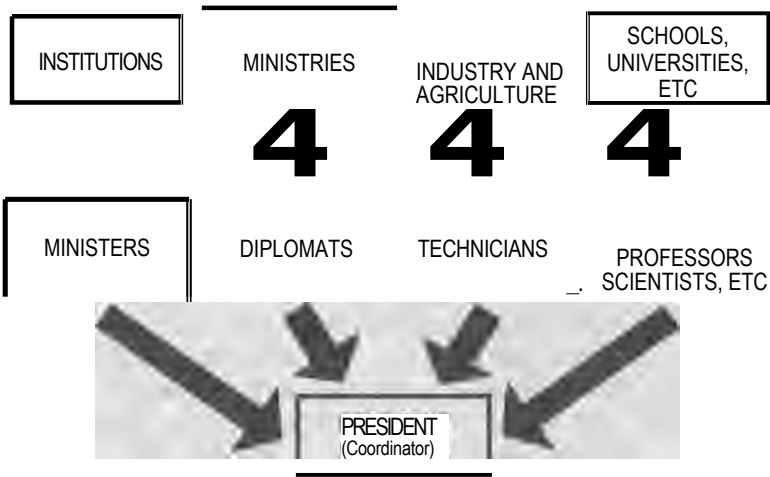 INSTITUTIONS
MINISTRIES
INDUSTRY AND
AGRICULTURE
SCHOOLS,
UNIVERSITIES,
ETC
4 4 4
MINISTERS
DIPLOMATS
TECHNICIANS
_. PROFESSORS
SCIENTISTS, ETC
PRESIDENT
(Coordinator)